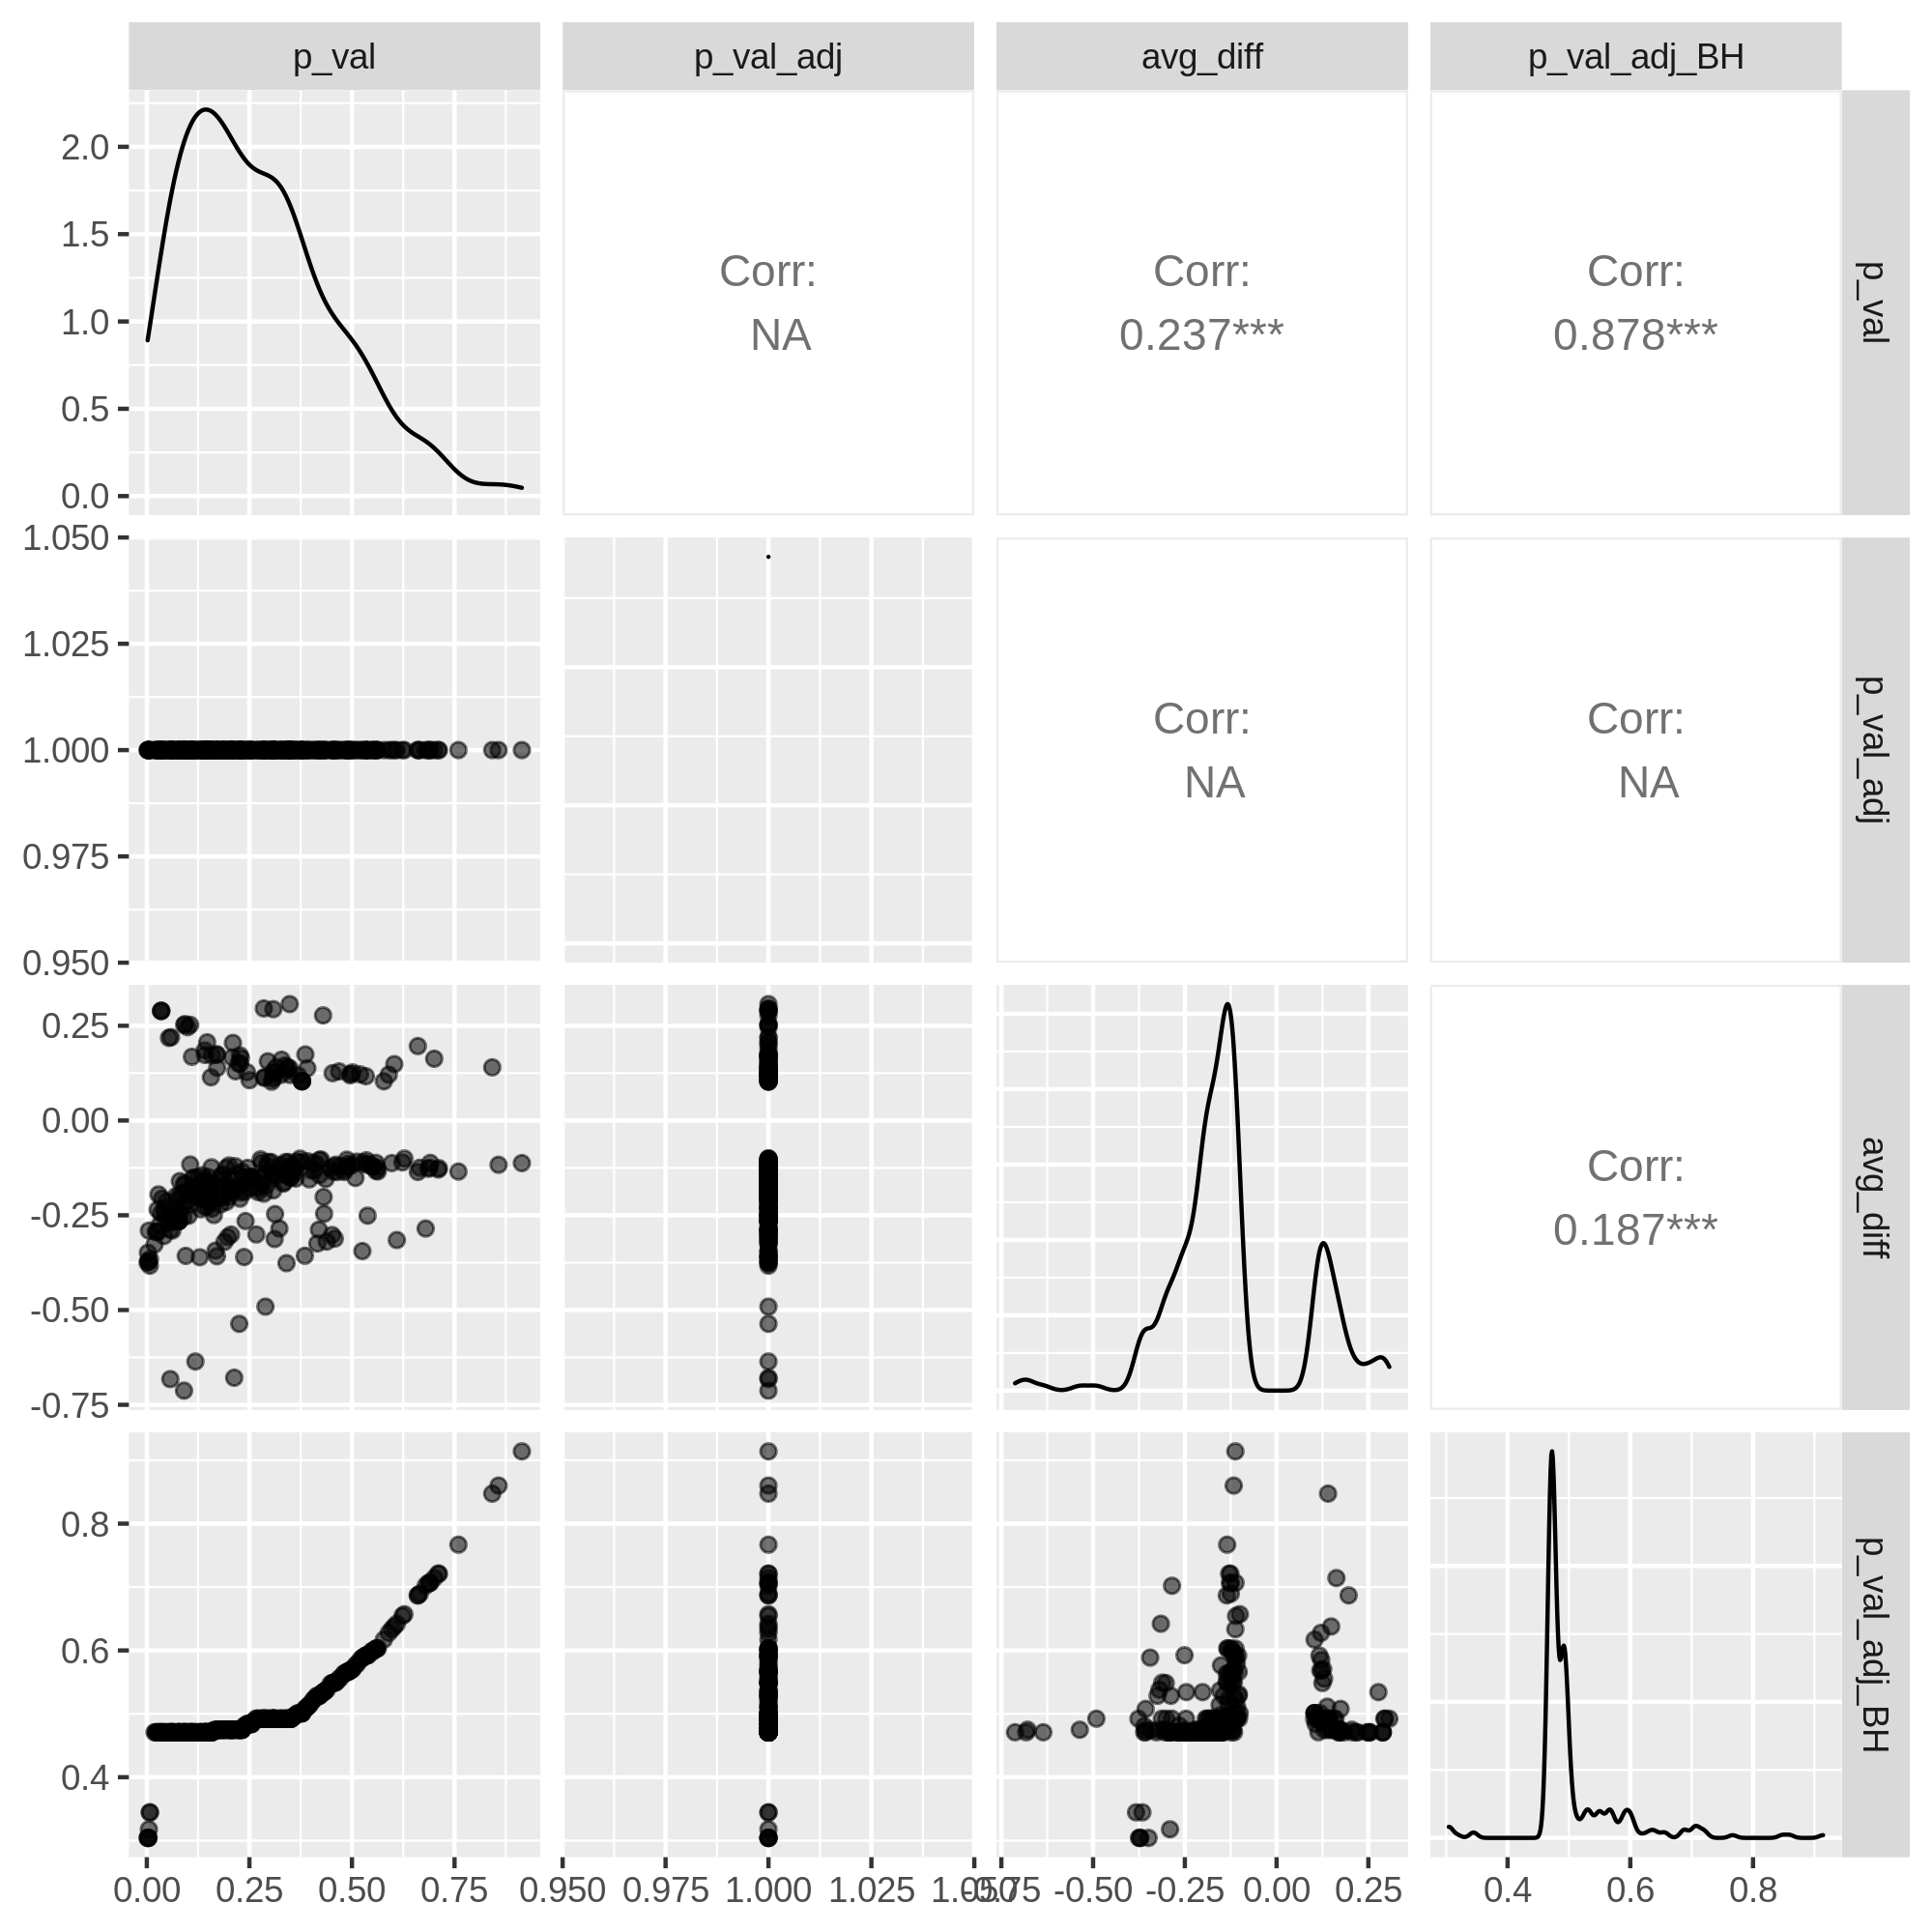 p_val p_val_adj avg_diff p_val_adj_BH
2.0
1.5
1.0
0.5
0.0
Corr:
NA
Corr:
0.237***
Corr:
0.878***
p_val
1.050
1.025
1.000
0.975
0.950
Corr:
NA
Corr:
NA
p_val_adj
0.25
0.00
-0.25
-0.50
-0.75
Corr:
0.187***
avg_diff
0.8
0.6
0.4
p_val_adj_BH
0.00 0.25 0.50 0.75 0.950 0.975 1.000 1.025 1.050 -0.75 -0.50 -0.25 0.00 0.25 0.4 0.6 0.8